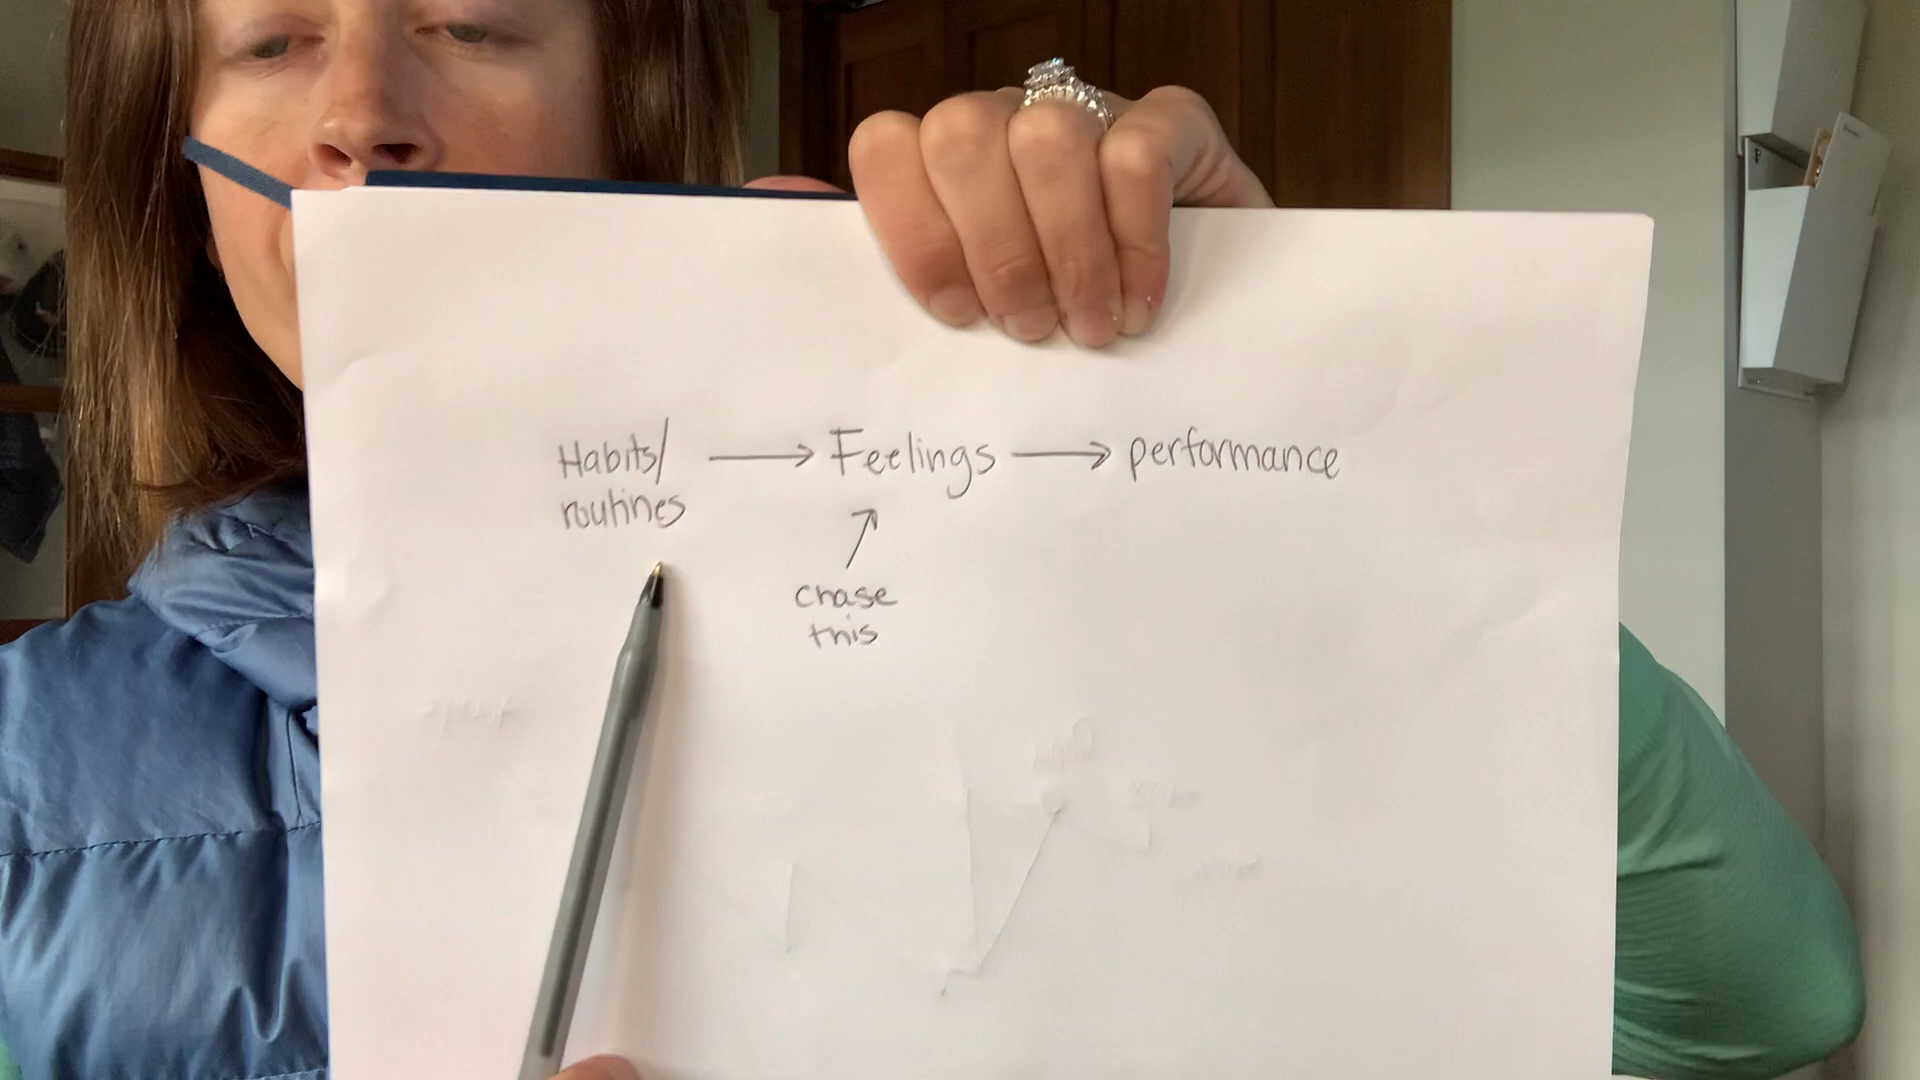 Habits/ → Feelings → performance
routines
chase
this